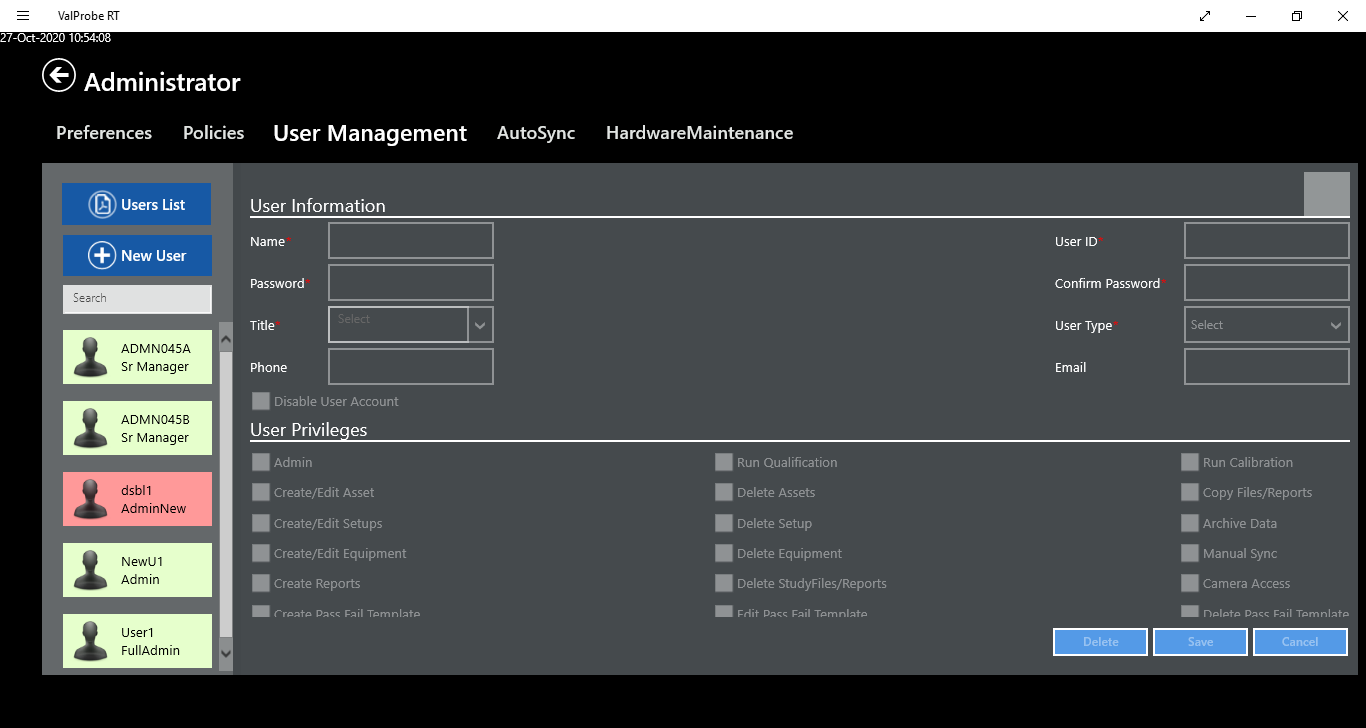 ValProbe RT
27-Oct-2020 10:54:08
Administrator
Preferences Policies User Management AutoSync HardwareMaintenance
Users List
New User
Search
ADMN045A
Sr Manager
ADMN045B
Sr Manager
dsbl1
AdminNew
NewU1
Admin
User1
FullAdmin
User Information
Name* User ID*
Password* Confirm Password*
Title* Select User Type* Select
Phone Email
Disable User Account
User Privileges
Admin Run Qualification Run Calibration
Create/Edit Asset Delete Assets Copy Files/Reports
Create/Edit Setups Delete Setup Archive Data
Create/Edit Equipment Delete Equipment Manual Sync
Create Reports Delete StudyFiles/Reports Camera Access
Create Pass Fail Template Edit Pass Fail Template Delete Pass Fail Template
Delete Save Cancel